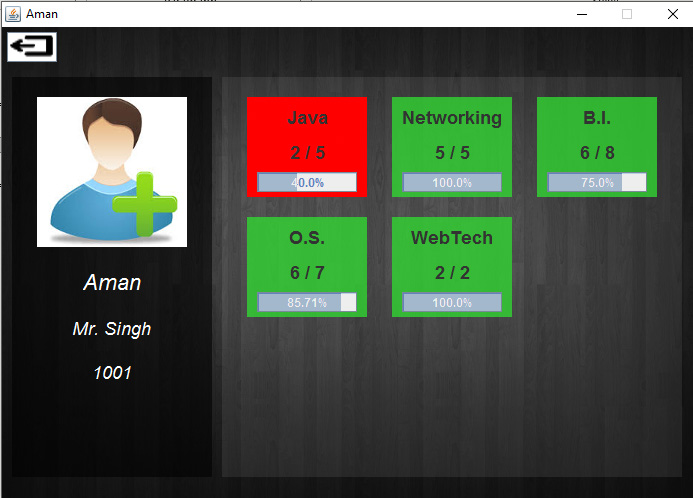 Aman
Java
2 / 5
40.0%
Networking
5 / 5
100.0%
B.I.
6 / 8
75.0%
O.S.
6 / 7
85.71%
WebTech
2 / 2
100.0%
Aman
Mr. Singh
1001